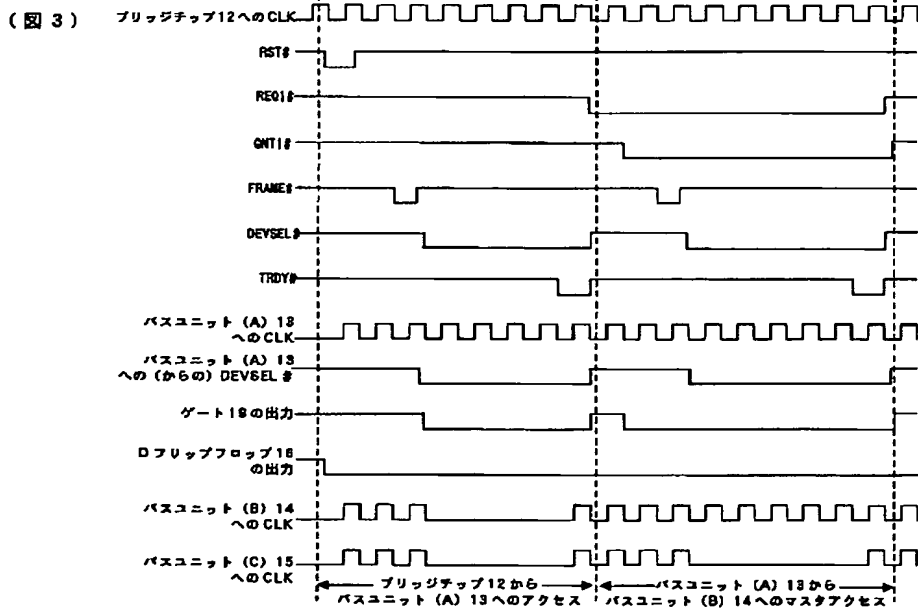 (図 3)
ブリッジチップ12へのCLK
RST#
REQ1#
GNT1#
FRAME#
DEVSEL#
TRDY#
バスユニット (A) 13
へのCLK
バスユニット (A) 13
への (からの) DEVSEL #
ゲート19の出力
Dフリップフロップ16
の出力
バスユニット (B) 14
へのCLK
バスユニット (C) 15
へのCLK
ブリッジチップ12から
バスユニット (A) 13へのアクセス
バスユニット (A) 13から
バスユニット (B) 14へのマスタアクセス